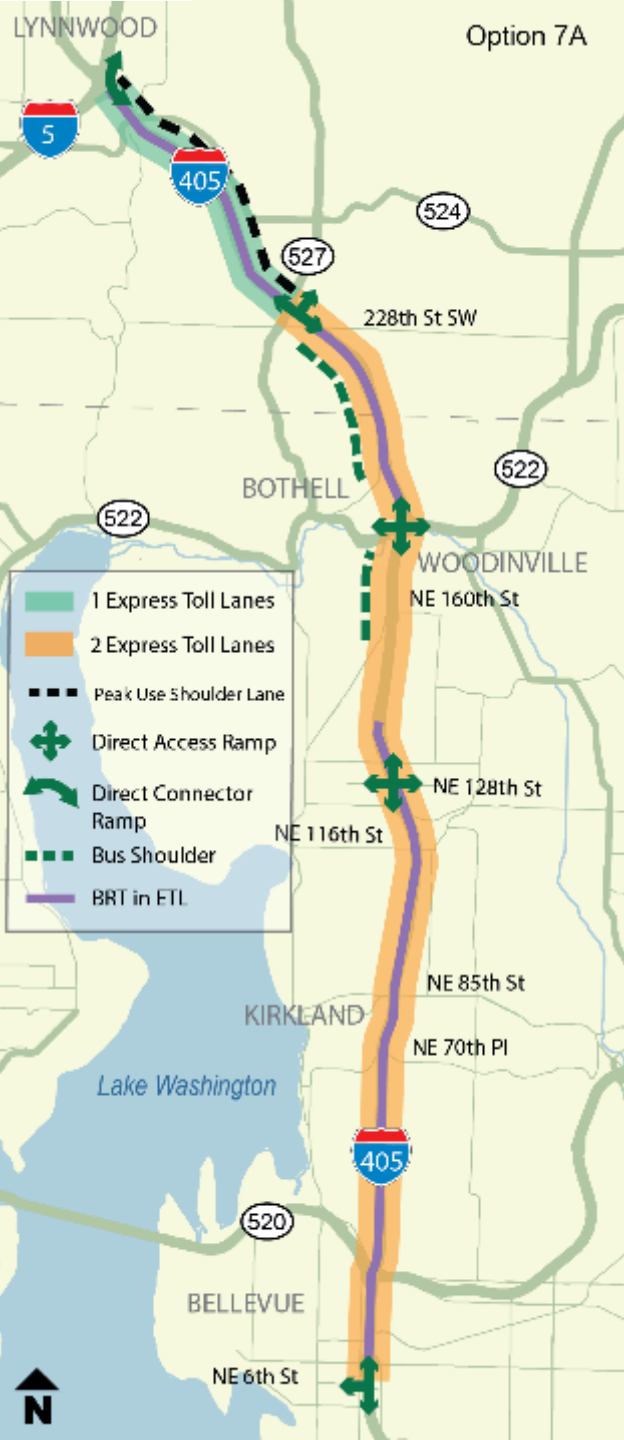 LYNNWOOD
Option 7A
5
405
524
527
228th St SW
522
BOTHELL
522
WOODINVILLE
1 Express Toll Lanes
NE 160th St
2 Express Toll Lanes
Peak Use Shoulder Lane
Direct Access Ramp
NE 128th St
Direct Connector
Ramp
NE 116th St
Bus Shoulder
BRT in ETL
NE 85th St
KIRKLAND
NE 70th Pl
Lake Washington
405
520
BELLEVUE
NE 6th St
N